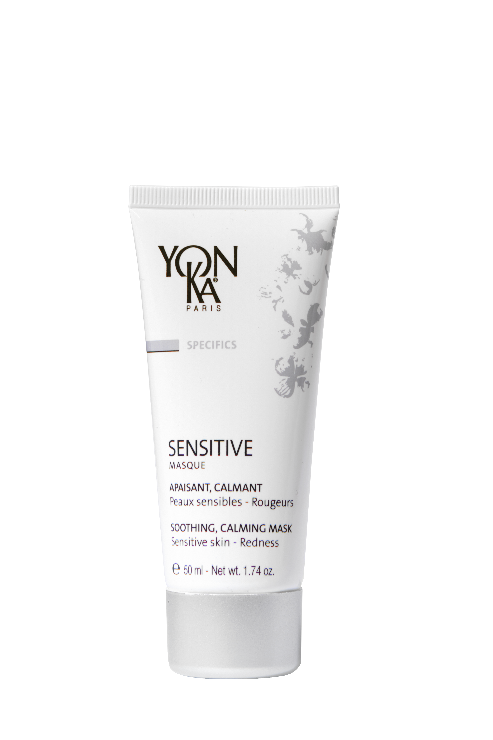 YON
KA®
PARIS
SPECIFICS
SENSITIVE
MASQUE
APAISANT, CALMANT
Peaux sensibles - Rougeurs
SOOTHING, CALMING MASK
Sensitive skin - Redness
℮ 50 ml - Net wt. 1.74 oz.